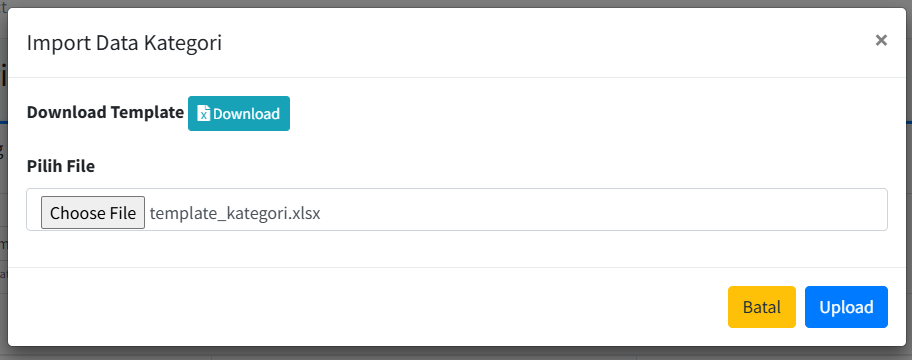 Import Data Kategori
×
Download Template Download
Pilih File
Choose File template_kategori.xlsx
Batal Upload